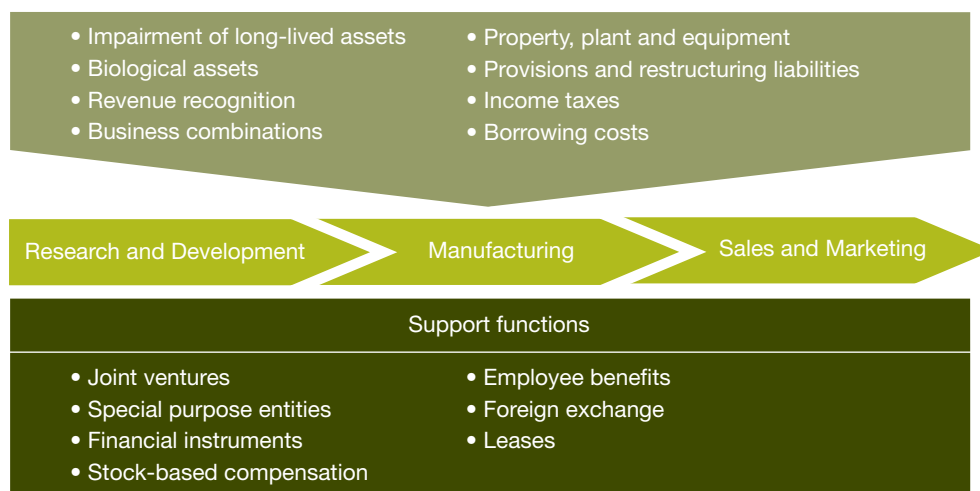 • Impairment of long-lived assets
• Biological assets
• Revenue recognition
• Business combinations
• Property, plant and equipment
• Provisions and restructuring liabilities
• Income taxes
• Borrowing costs
Research and Development
Manufacturing
Sales and Marketing
Support functions
• Joint ventures
• Special purpose entities
• Financial instruments
• Stock-based compensation
• Employee benefits
• Foreign exchange
• Leases